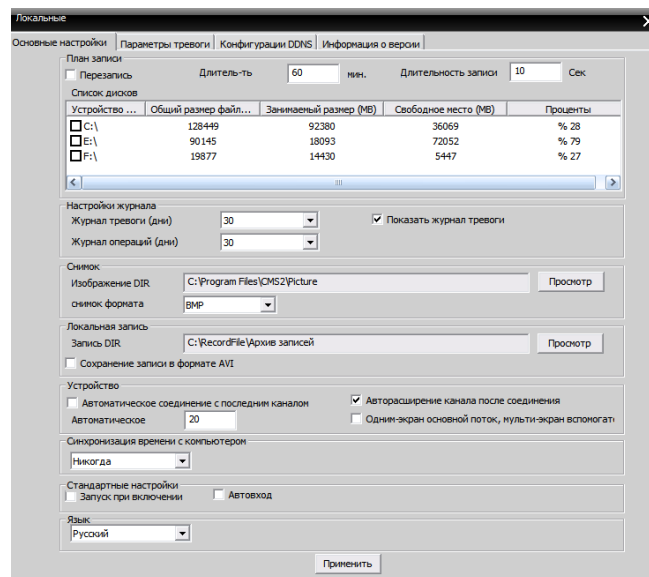 Локальные
Основные настройки Параметры тревоги Конфигурации DDNS Информация о версии
План записи
Перезапись Длитель-ть 60 мин. Длительность записи 10 Сек
Список дисков
Устройство ... Общий размер файл... Занимаемый размер (MB) Свободное место (MB) Проценты
C:\ 128449 92380 36069 % 28
E:\ 90145 18093 72052 % 79
F:\ 19877 14430 5447 % 27
Настройки журнала
Журнал тревоги (дни) 30 Показать журнал тревоги
Журнал операций (дни) 30
Снимок
Изображение DIR C:\Program Files\CMS2\Picture Просмотр
снимок формата BMP
Локальная запись
Запись DIR C:\RecordFile\Архив записей Просмотр
Сохранение записи в формате AVI
Устройство
Автоматическое соединение с последним каналом Авторасширение канала после соединения
Автоматическое 20 Одним-экран основной поток, мульти-экран вспомогат
Синхронизация времени с компьютером
Никогда
Стандартные настройки
Запуск при включении Автовход
Язык
Русский
Применить